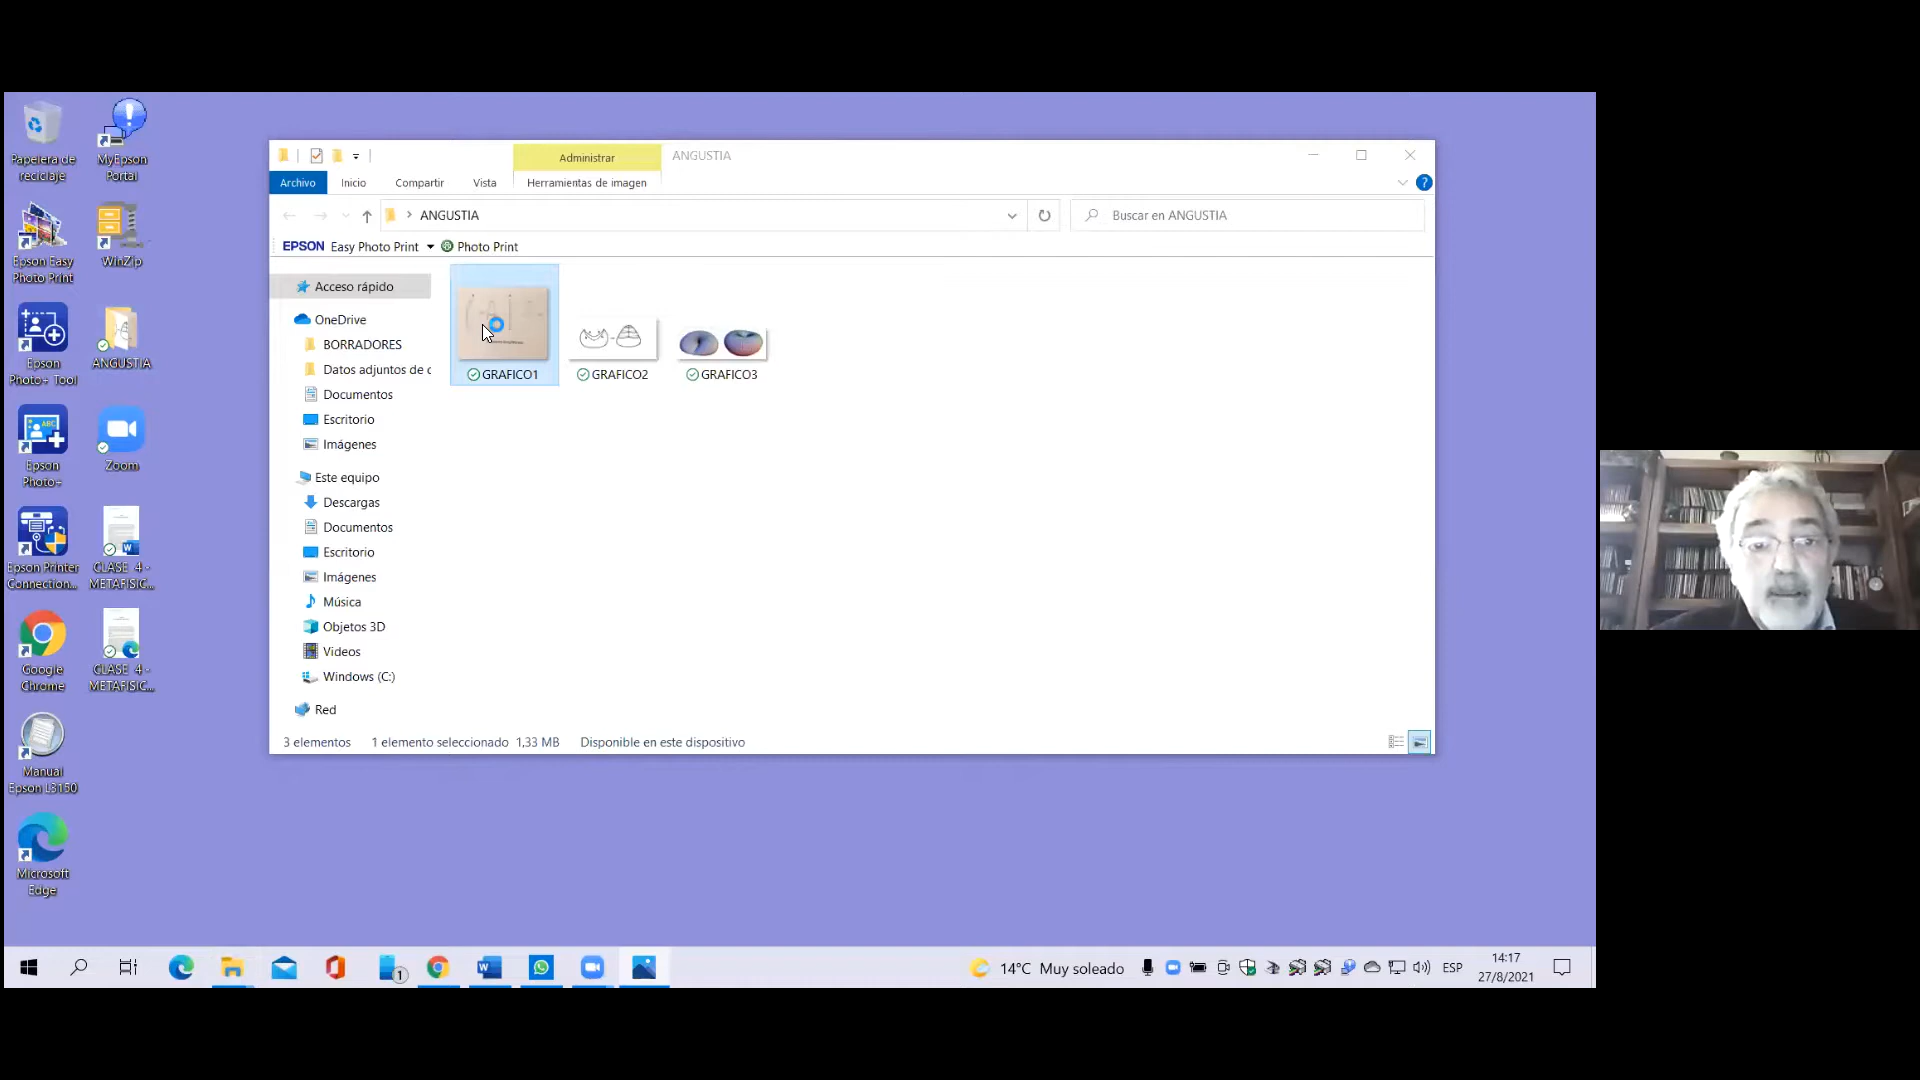 Papelera de
reciclaje
MyEpson
Portal
Epson Easy
Photo Print
WinZip
Epson
Photo+ Tool
ANGUSTIA
Epson
Photo+
Zoom
Epson Printer
Connection...
CLASE 4 -
METAFISIC...
Google
Chrome
CLASE 4 -
METAFISIC...
Manual
Epson L3150
Microsoft
Edge
Administrar
ANGUSTIA
Archivo
Inicio
Compartir
Vista
Herramientas de imagen
ANGUSTIA
Buscar en ANGUSTIA
EPSON Easy Photo Print Photo Print
Acceso rápido
OneDrive
BORRADORES
Datos adjuntos de c
Documentos
Escritorio
Imágenes
Este equipo
Descargas
Documentos
Escritorio
Imágenes
Música
Objetos 3D
Videos
Windows (C:)
Red
GRAFICO1
GRAFICO2
GRAFICO3
3 elementos 1 elemento seleccionado 1,33 MB Disponible en este dispositivo
1
14°C Muy soleado
ESP
14:17
27/8/2021